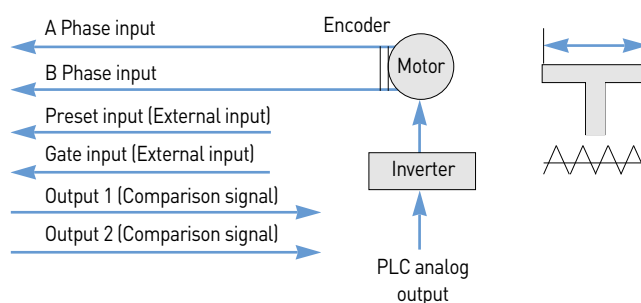 A Phase input
Encoder
B Phase input
Motor
Preset input (External input)
Gate input (External input)
Inverter
Output 1 (Comparison signal)
Output 2 (Comparison signal)
PLC analog
output